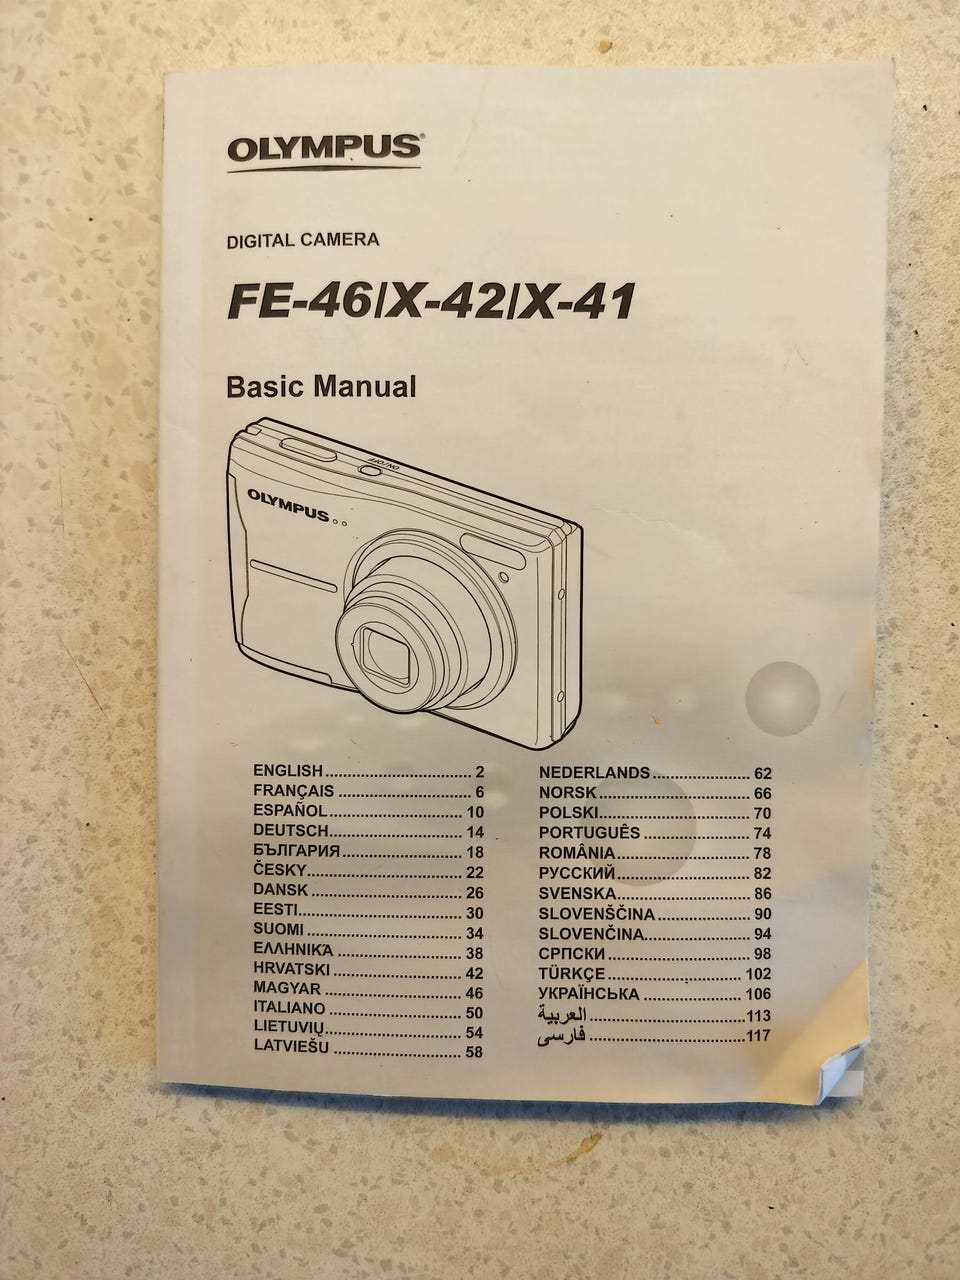 OLYMPUS®
DIGITAL CAMERA
FE-46/X-42/X-41
Basic Manual
ON/OFF
OLYMPUS
ENGLISH 2
FRANÇAIS 6
ESPAÑOL 10
DEUTSCH 14
БЪЛГАРИЯ 18
ČESKY 22
DANSK 26
EESTI 30
SUOMI 34
ΕΛΛΗΝΙΚΆ 38
HRVATSKI 42
MAGYAR 46
ITALIANO 50
LIETUVIŲ 54
LATVIEŠU 58
NEDERLANDS 62
NORSK 66
POLSKI 70
PORTUGUÊS 74
ROMÂNIA 78
РУССКИЙ 82
SVENSKA 86
SLOVENŠČINA 90
SLOVENČINA 94
СРПСКИ 98
TÜRKÇE 102
УКРАЇНСЬКА 106
العربية 113
فارسی 117